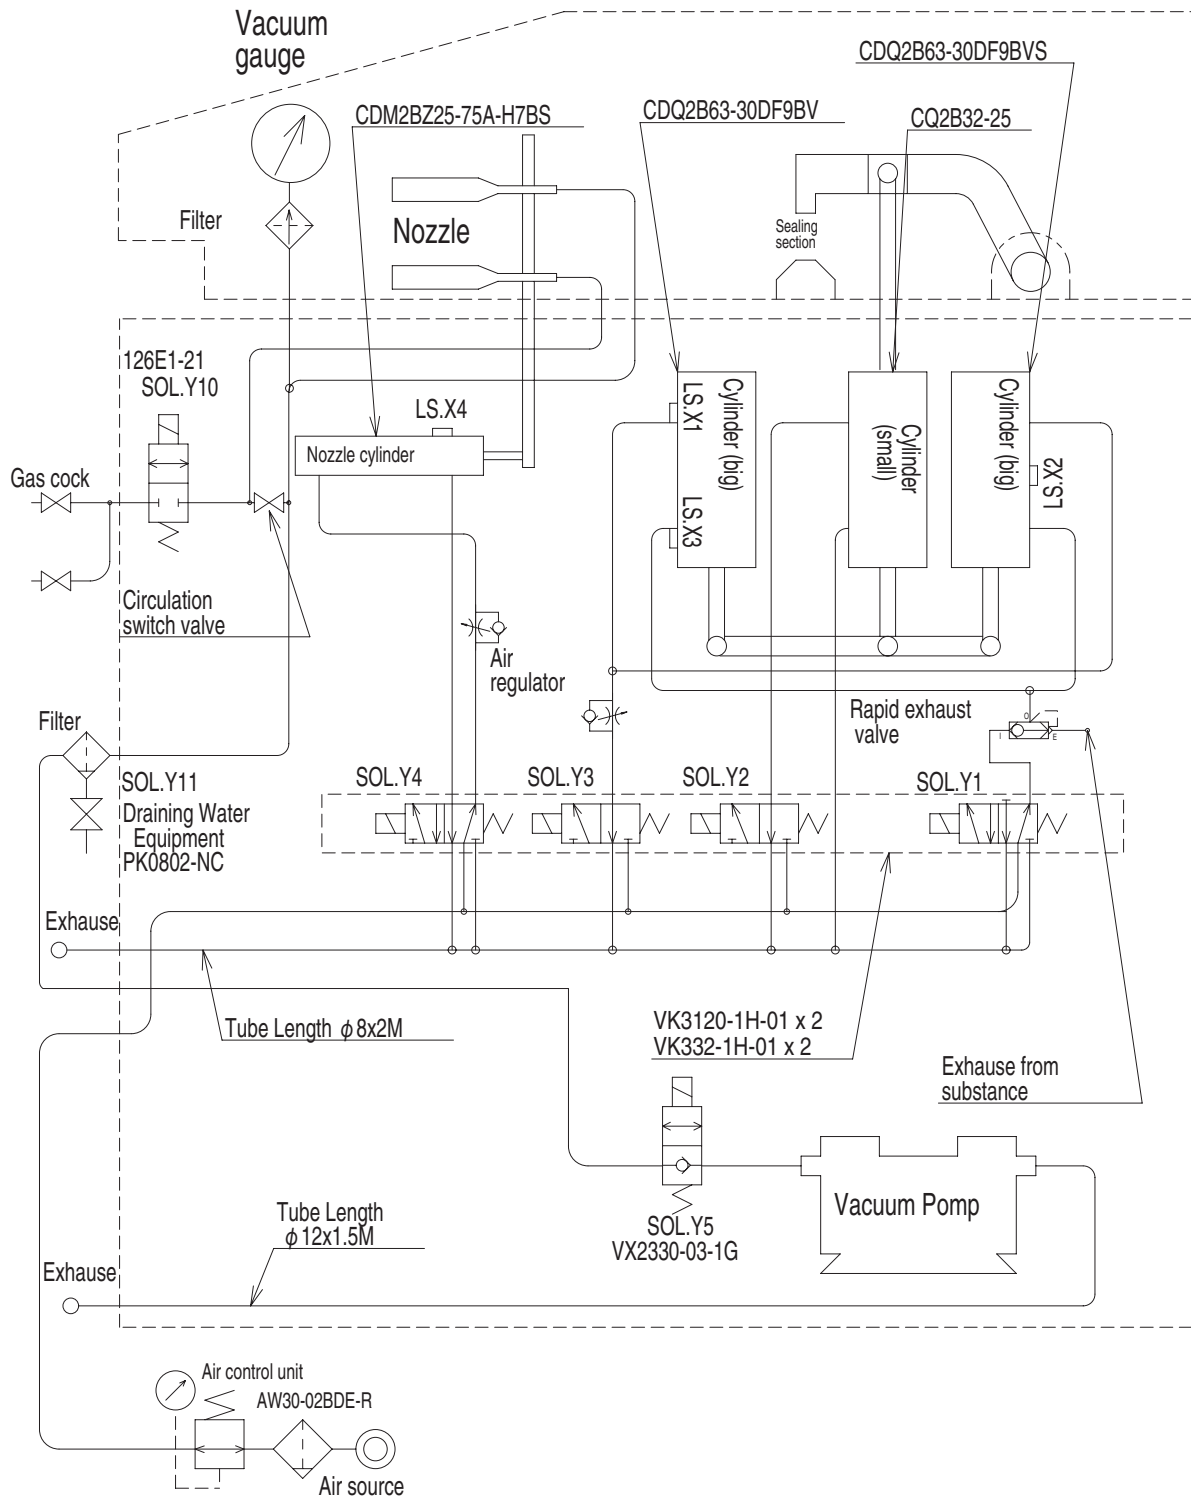 Vacuum
gauge
CDQ2B63-30DF9BVS
CDM2BZ25-75A-H7BS
CDQ2B63-30DF9BV
CQ2B32-25
Filter
Nozzle
Sealing
section
126E1-21
SOL.Y10
LS.X4
Nozzle cylinder
LS.X1
Cylinder (big)
LS.X3
Cylinder
(small)
Cylinder (big)
LS.X2
Gas cock
Circulation
switch valve
Air
regulator
Filter
Rapid exhaust
valve
O
I
E
SOL.Y11
Draining Water
Equipment
PK0802-NC
SOL.Y4
SOL.Y3
SOL.Y2
SOL.Y1
Exhause
Tube Length φ8x2M
VK3120-1H-01 x 2
VK332-1H-01 x 2
Exhause from
substance
Tube Length
φ12x1.5M
SOL.Y5
VX2330-03-1G
Vacuum Pomp
Exhause
Air control unit
AW30-02BDE-R
Air source